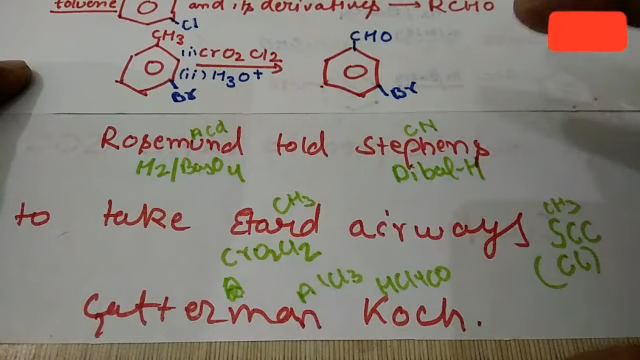 toluene and its derivatives → RCHO
Cl
CH3 CHO
(i) CrO2Cl2
(ii) H3O+
Br Br
Acd CN
Rosemund told Stephens
H2/BaSO4 Dibal-H
CH3 CH3
to take Etard airways SCC
CrO2Cl2 (Cl)
AlCl3 HCl+CO
Gatterman Koch.